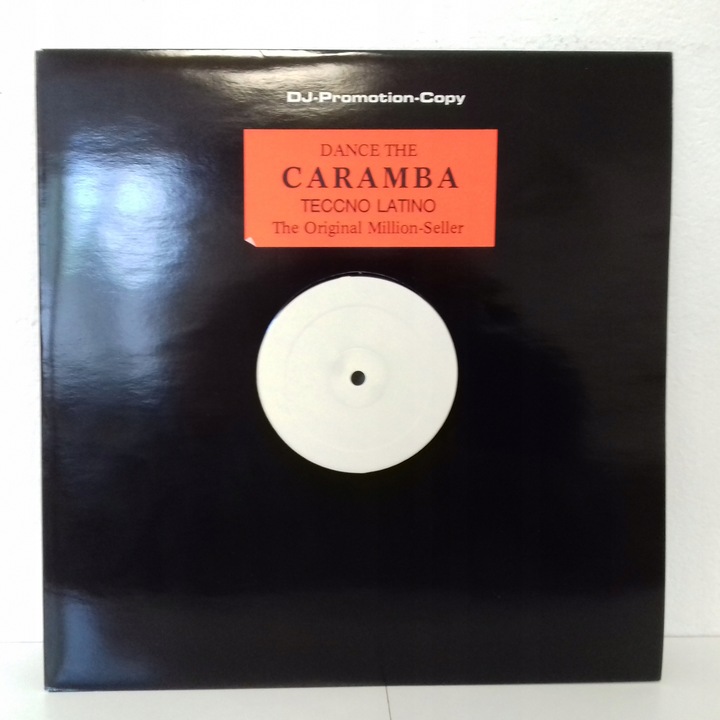 DJ-Promotion-Copy
DANCE THE
CARAMBA
TECCNO LATINO
The Original Million-Seller